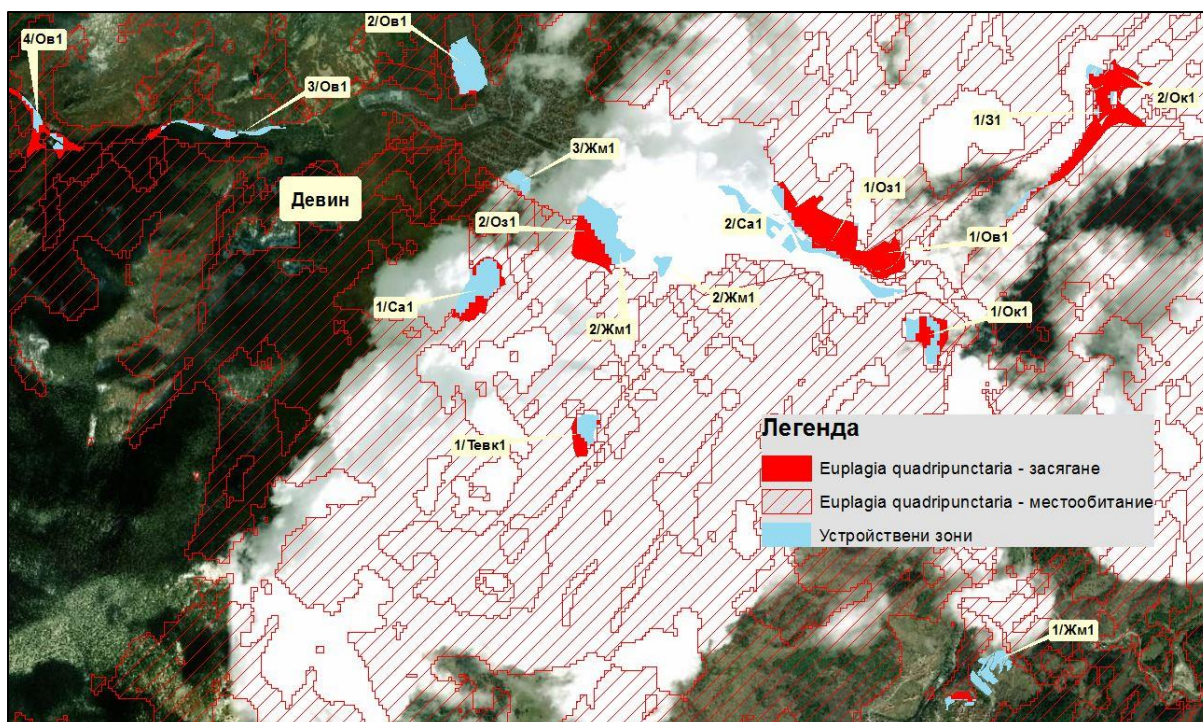 2/Ов1
4/Ов1
3/Ов1
2/Ок1
1/З1
3/Жм1
Девин
1/Оз1
2/Оз1
2/Са1
1/Ов1
2/Жм1
1/Са1
1/Ок1
2/Жм1
Легенда
1/Тевк1
Euplagia quadripunctaria - засягане
Euplagia quadripunctaria - местообитание
Устройствени зони
1/Жм1